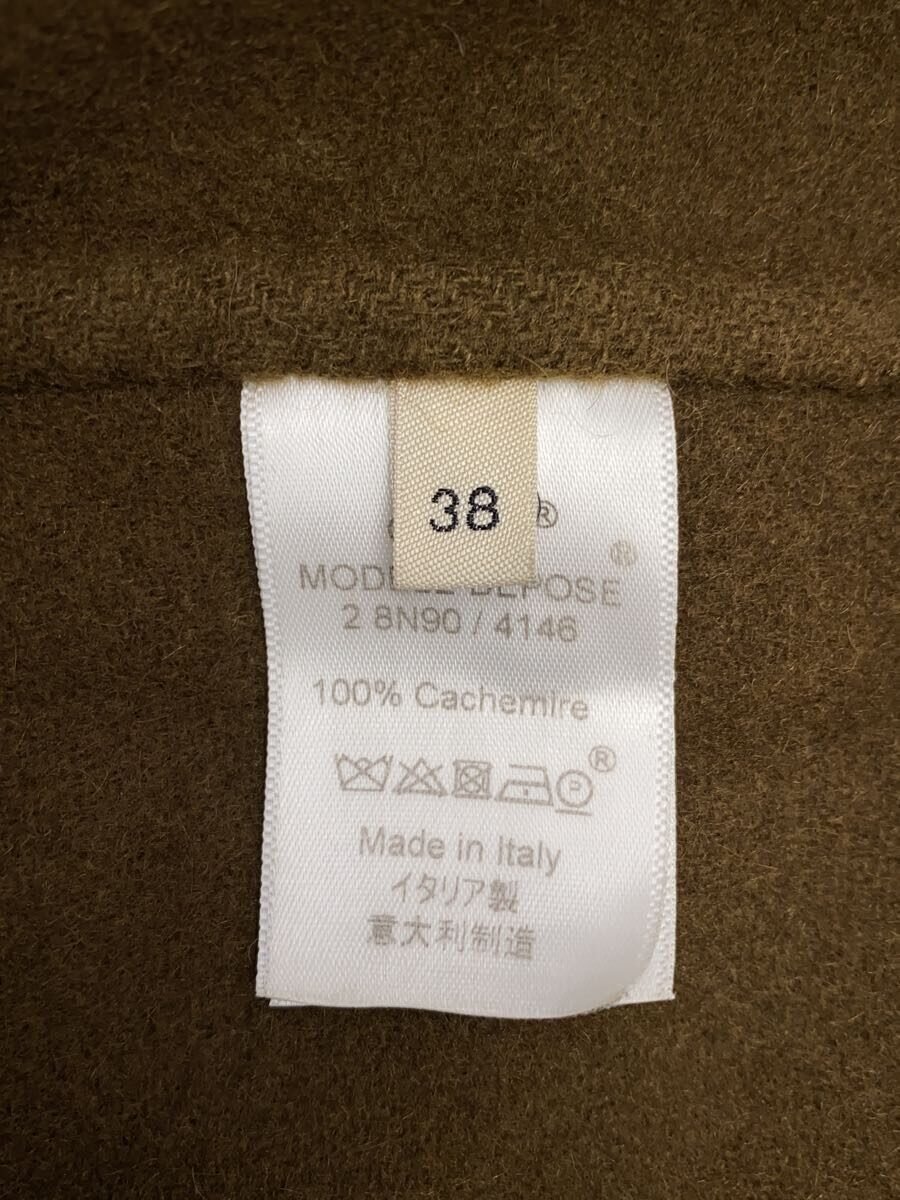 38
®
®
DEPOSE
2 8N90 / 4146
100% Cachemire
®
P
Made in Italy
イタリア製
意大利制造